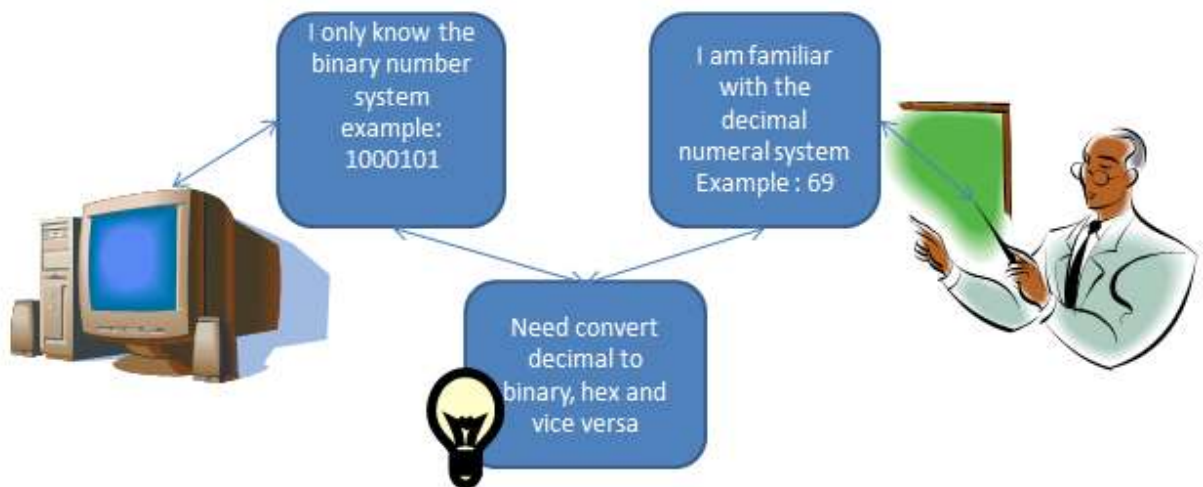 I only know the
binary number
system
example:
1000101
I am familiar
with the
decimal
numeral system
Example : 69
Need convert
decimal to
binary, hex and
vice versa